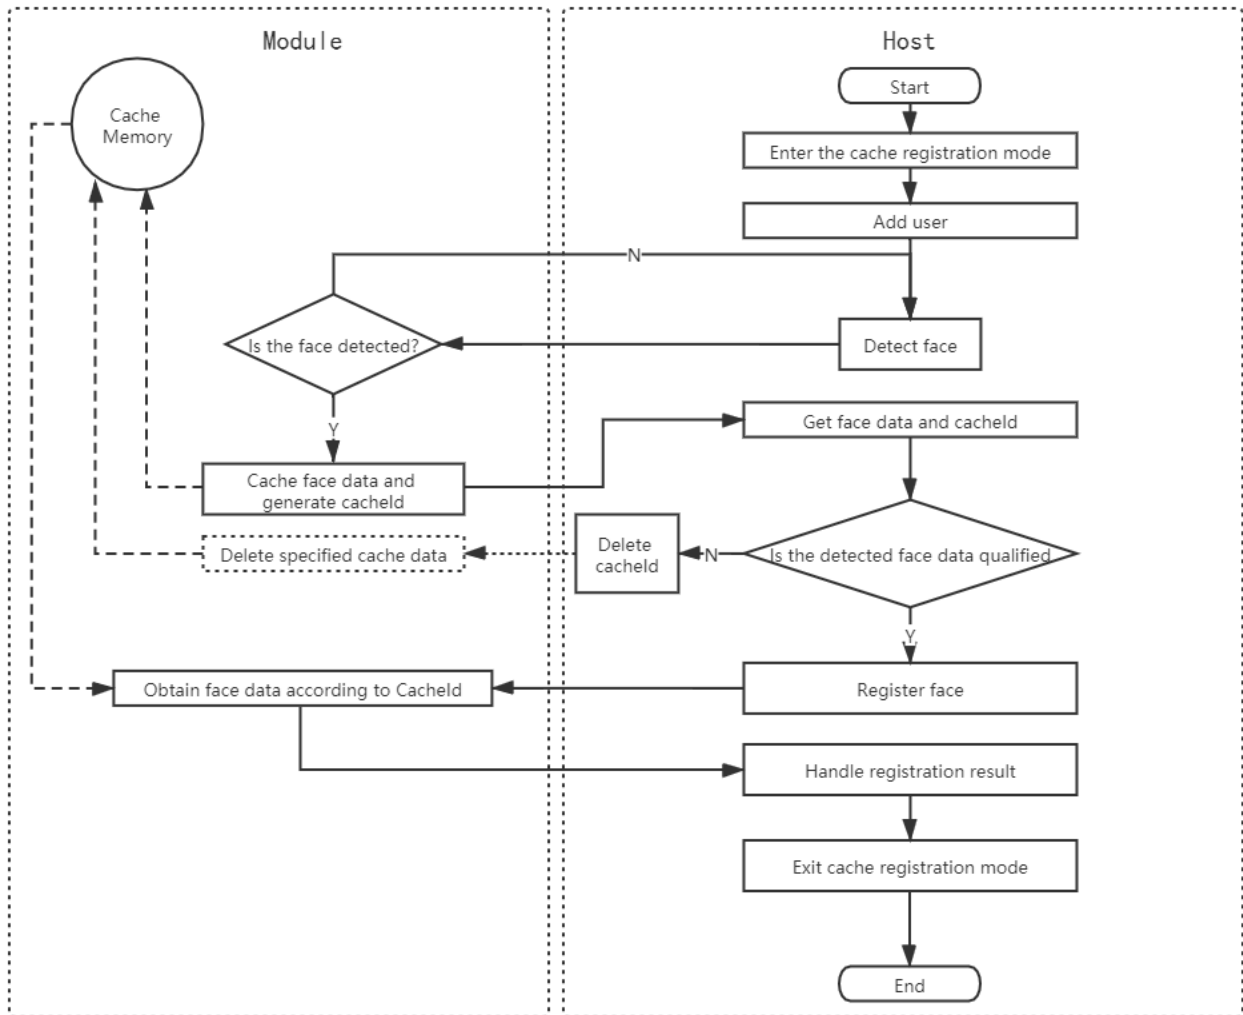 Module
Host
Start
Cache
Memory
Enter the cache registration mode
Add user
N
Is the face detected?
Detect face
Y
Get face data and cacheId
Cache face data and
generate cacheId
Delete specified cache data
Delete
cacheId
N
Is the detected face data qualified
Y
Obtain face data according to CacheId
Register face
Handle registration result
Exit cache registration mode
End